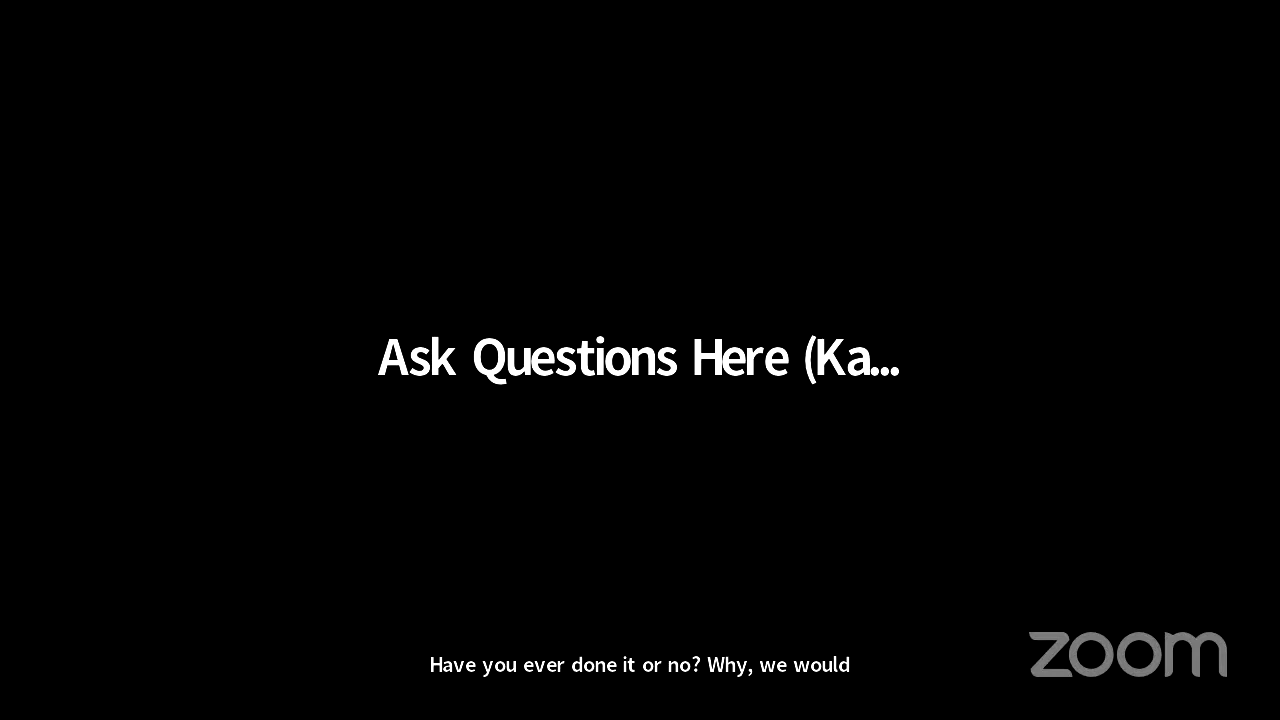 Ask Questions Here (Ka...
Have you ever done it or no? Why, we would
zoom